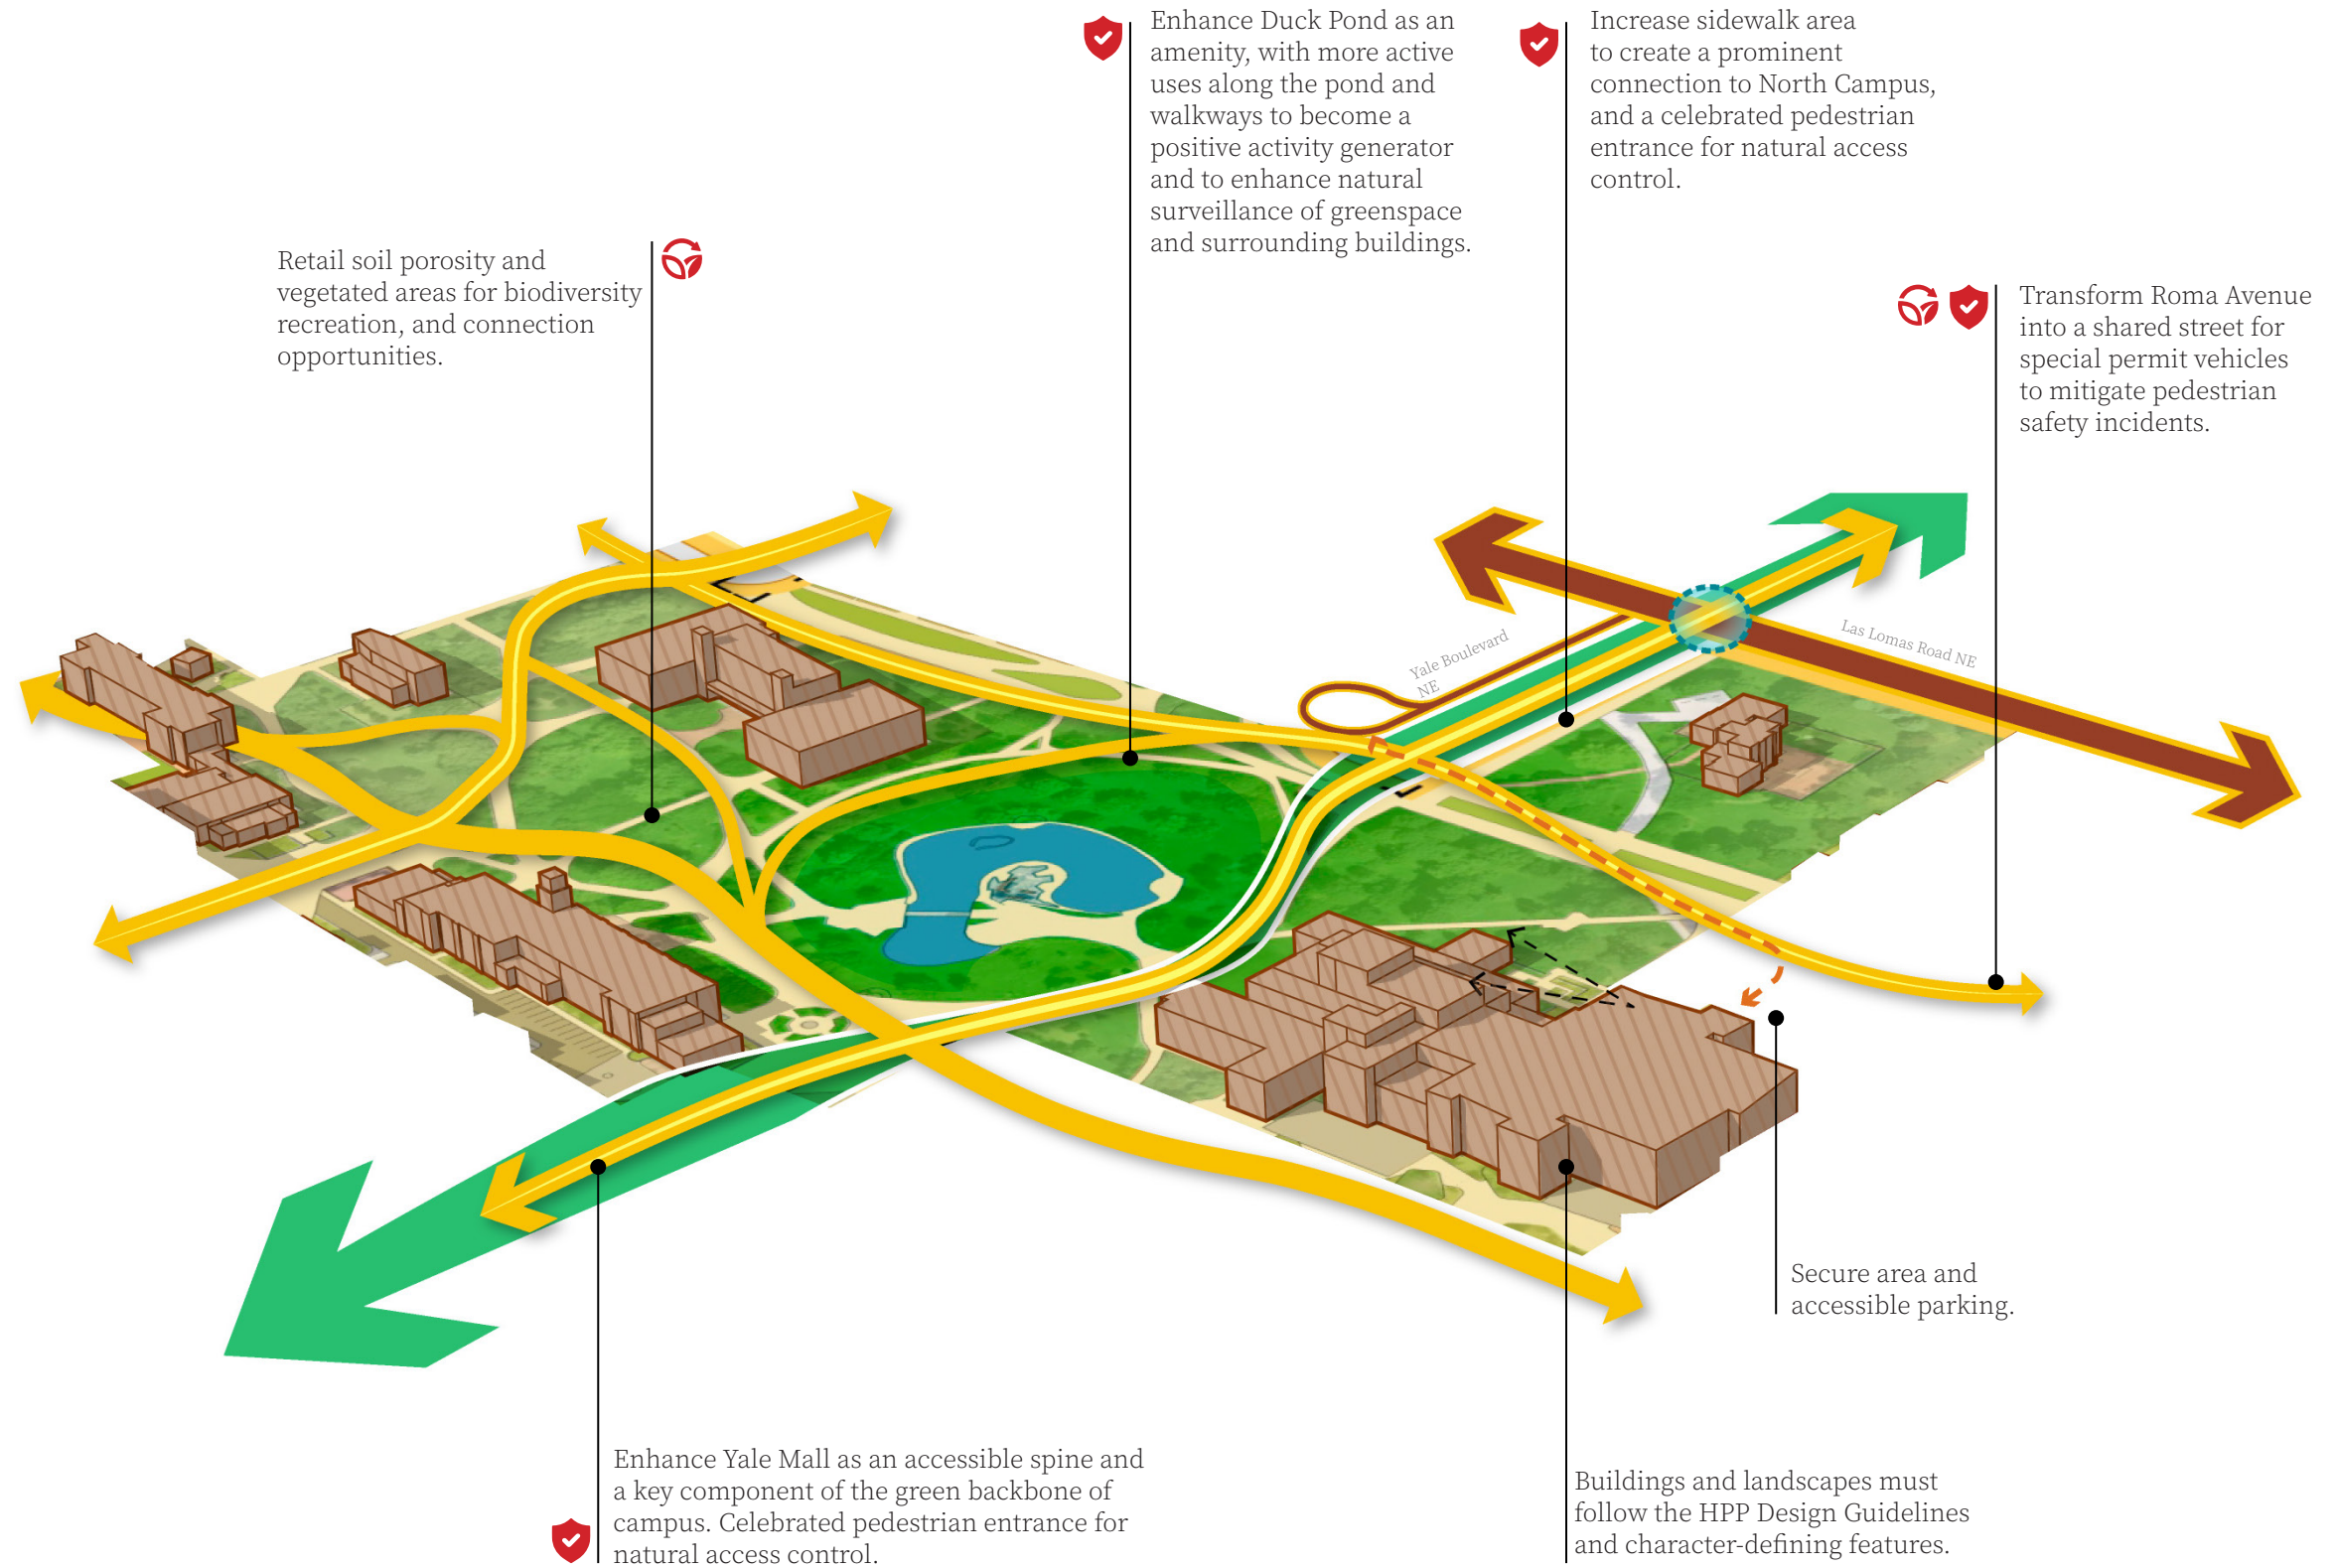 Enhance Duck Pond as an
amenity, with more active
uses along the pond and
walkways to become a
positive activity generator
and to enhance natural
surveillance of greenspace
and surrounding buildings.
Increase sidewalk area
to create a prominent
connection to North Campus,
and a celebrated pedestrian
entrance for natural access
control.
Retail soil porosity and
vegetated areas for biodiversity
recreation, and connection
opportunities.
Transform Roma Avenue
into a shared street for
special permit vehicles
to mitigate pedestrian
safety incidents.
Yale Boulevard
NE
Las Lomas Road NE
Secure area and
accessible parking.
Enhance Yale Mall as an accessible spine and
a key component of the green backbone of
campus. Celebrated pedestrian entrance for
natural access control.
Buildings and landscapes must
follow the HPP Design Guidelines
and character-defining features.